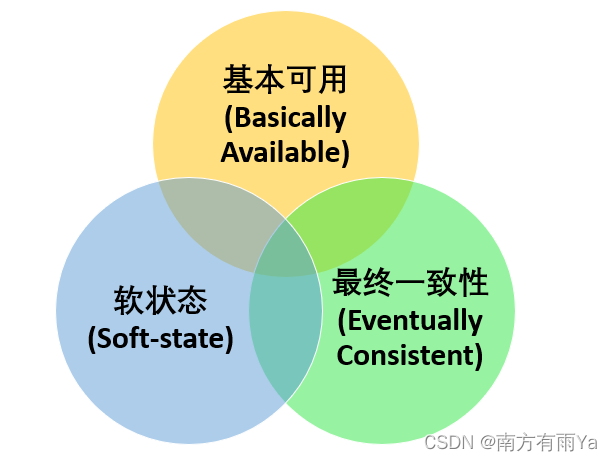 基本可用
(Basically
Available)
软状态
(Soft-state)
最终一致性
(Eventually
Consistent)
CSDN @南方有雨Ya